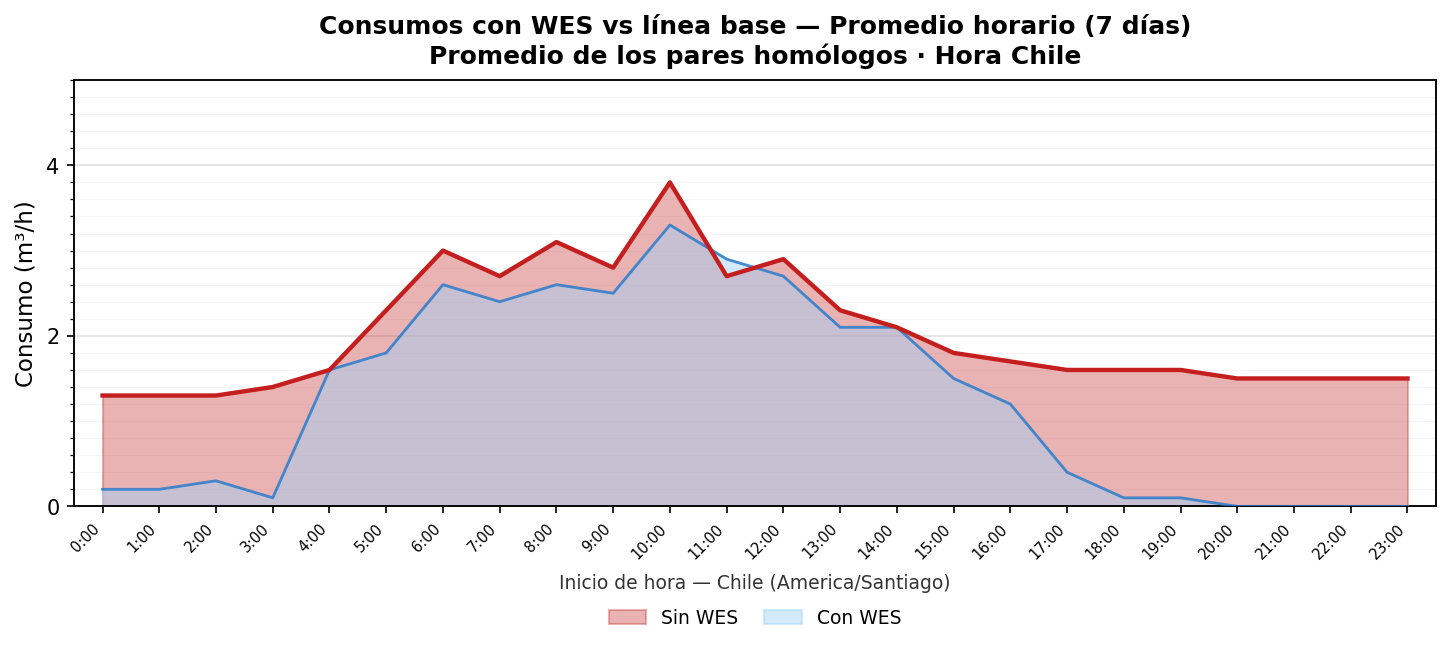 Consumos con WES vs línea base — Promedio horario (7 días)
Promedio de los pares homólogos · Hora Chile
Consumo (m³/h)
4
2
0
0:00 1:00 2:00 3:00 4:00 5:00 6:00 7:00 8:00 9:00 10:00 11:00 12:00 13:00 14:00 15:00 16:00 17:00 18:00 19:00 20:00 21:00 22:00 23:00
Inicio de hora — Chile (America/Santiago)
Sin WES Con WES